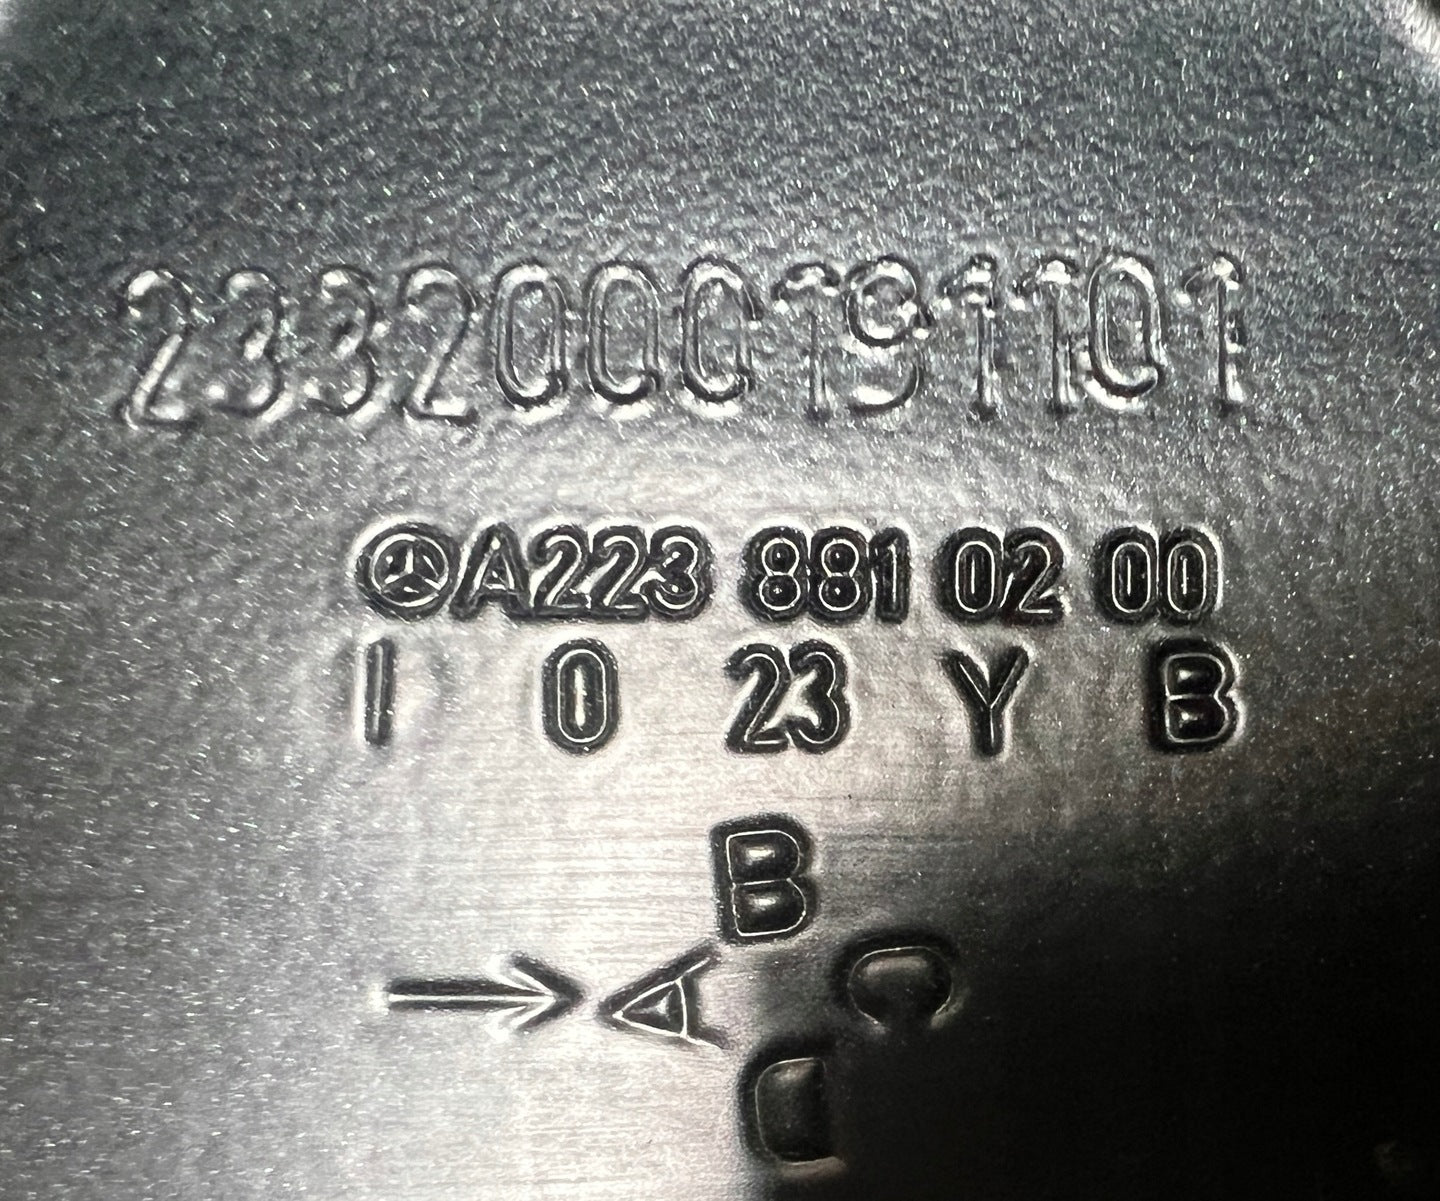 2332000191101
A223 881 02 00
I 0 23 Y B
B
→ A
C
D